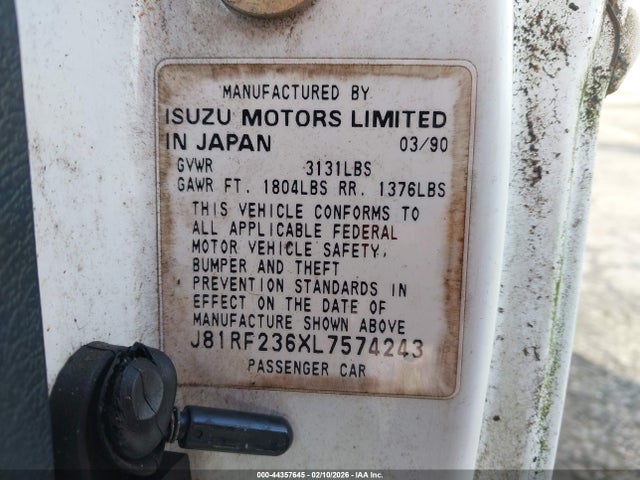 MANUFACTURED BY
ISUZU MOTORS LIMITED
IN JAPAN 03/90
GVWR 3131LBS
GAWR FT. 1804LBS RR. 1376LBS
THIS VEHICLE CONFORMS TO
ALL APPLICABLE FEDERAL
MOTOR VEHICLE SAFETY,
BUMPER AND THEFT
PREVENTION STANDARDS IN
EFFECT ON THE DATE OF
MANUFACTURE SHOWN ABOVE
J81RF236XL7574243
PASSENGER CAR
000-44357645 - 02/10/2026 - IAA Inc.